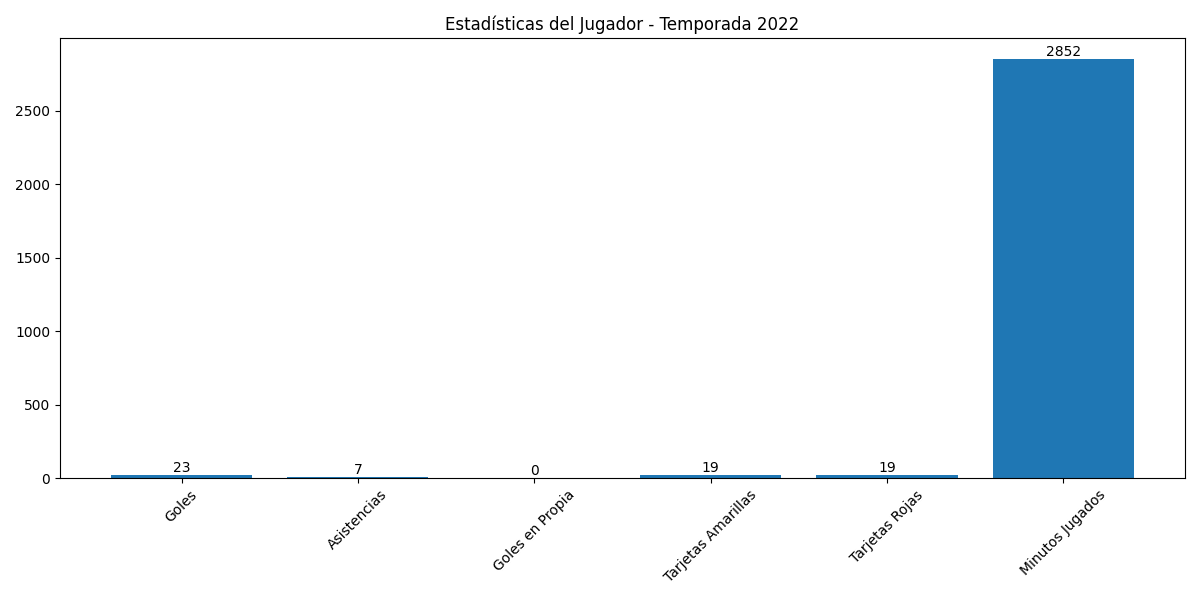 Estadísticas del Jugador - Temporada 2022
2852
2500
2000
1500
1000
500
0
23
7
0
19
19
Goles
Asistencias
Goles en Propia
Tarjetas Amarillas
Tarjetas Rojas
Minutos Jugados